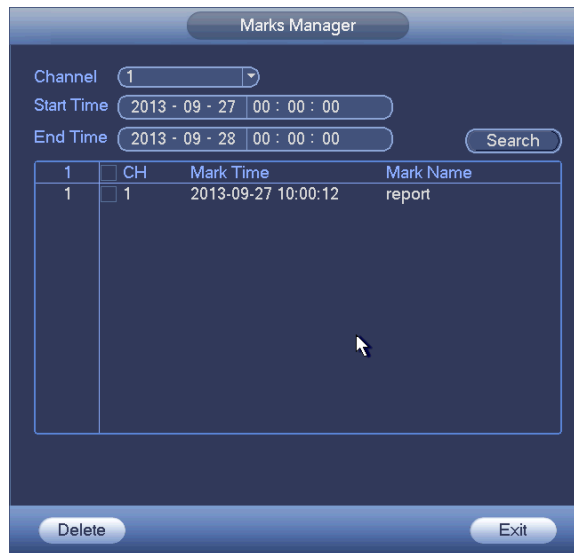 Marks Manager
Channel 1
Start Time 2013 - 09 - 27 00 : 00 : 00
End Time 2013 - 09 - 28 00 : 00 : 00 Search
1 CH Mark Time Mark Name
1 1 2013-09-27 10:00:12 report
Delete Exit